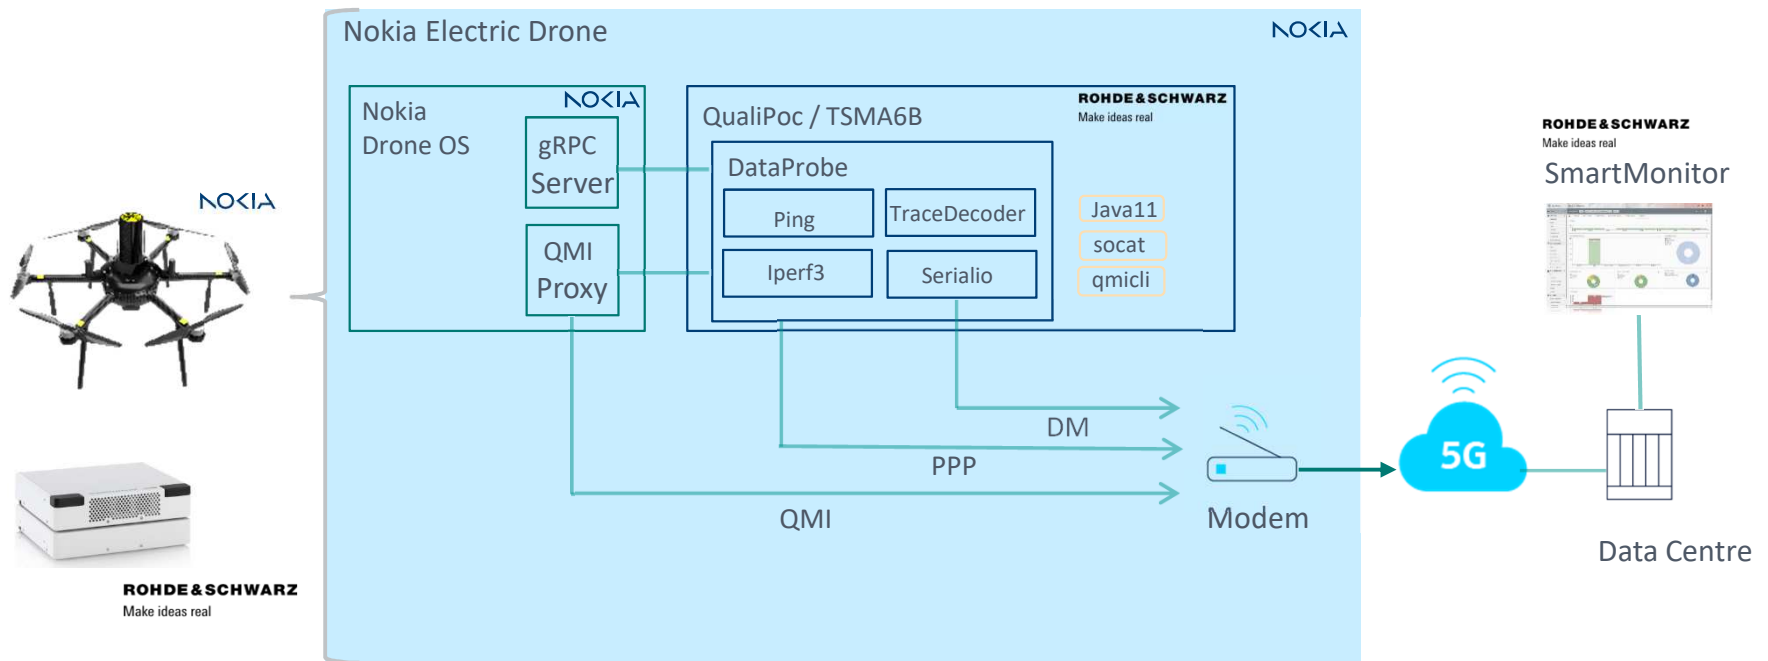 Nokia Electric Drone
NOKIA
Nokia
Drone OS
NOKIA
gRPC
Server
QMI
Proxy
QualiPoc / TSMA6B
ROHDE&SCHWARZ
Make ideas real
DataProbe
Ping
TraceDecoder
Iperf3
Serialio
Java11
socat
qmicli
DM
PPP
QMI
Modem
5G
ROHDE&SCHWARZ
Make ideas real
SmartMonitor
Data Centre
NOKIA
ROHDE&SCHWARZ
Make ideas real